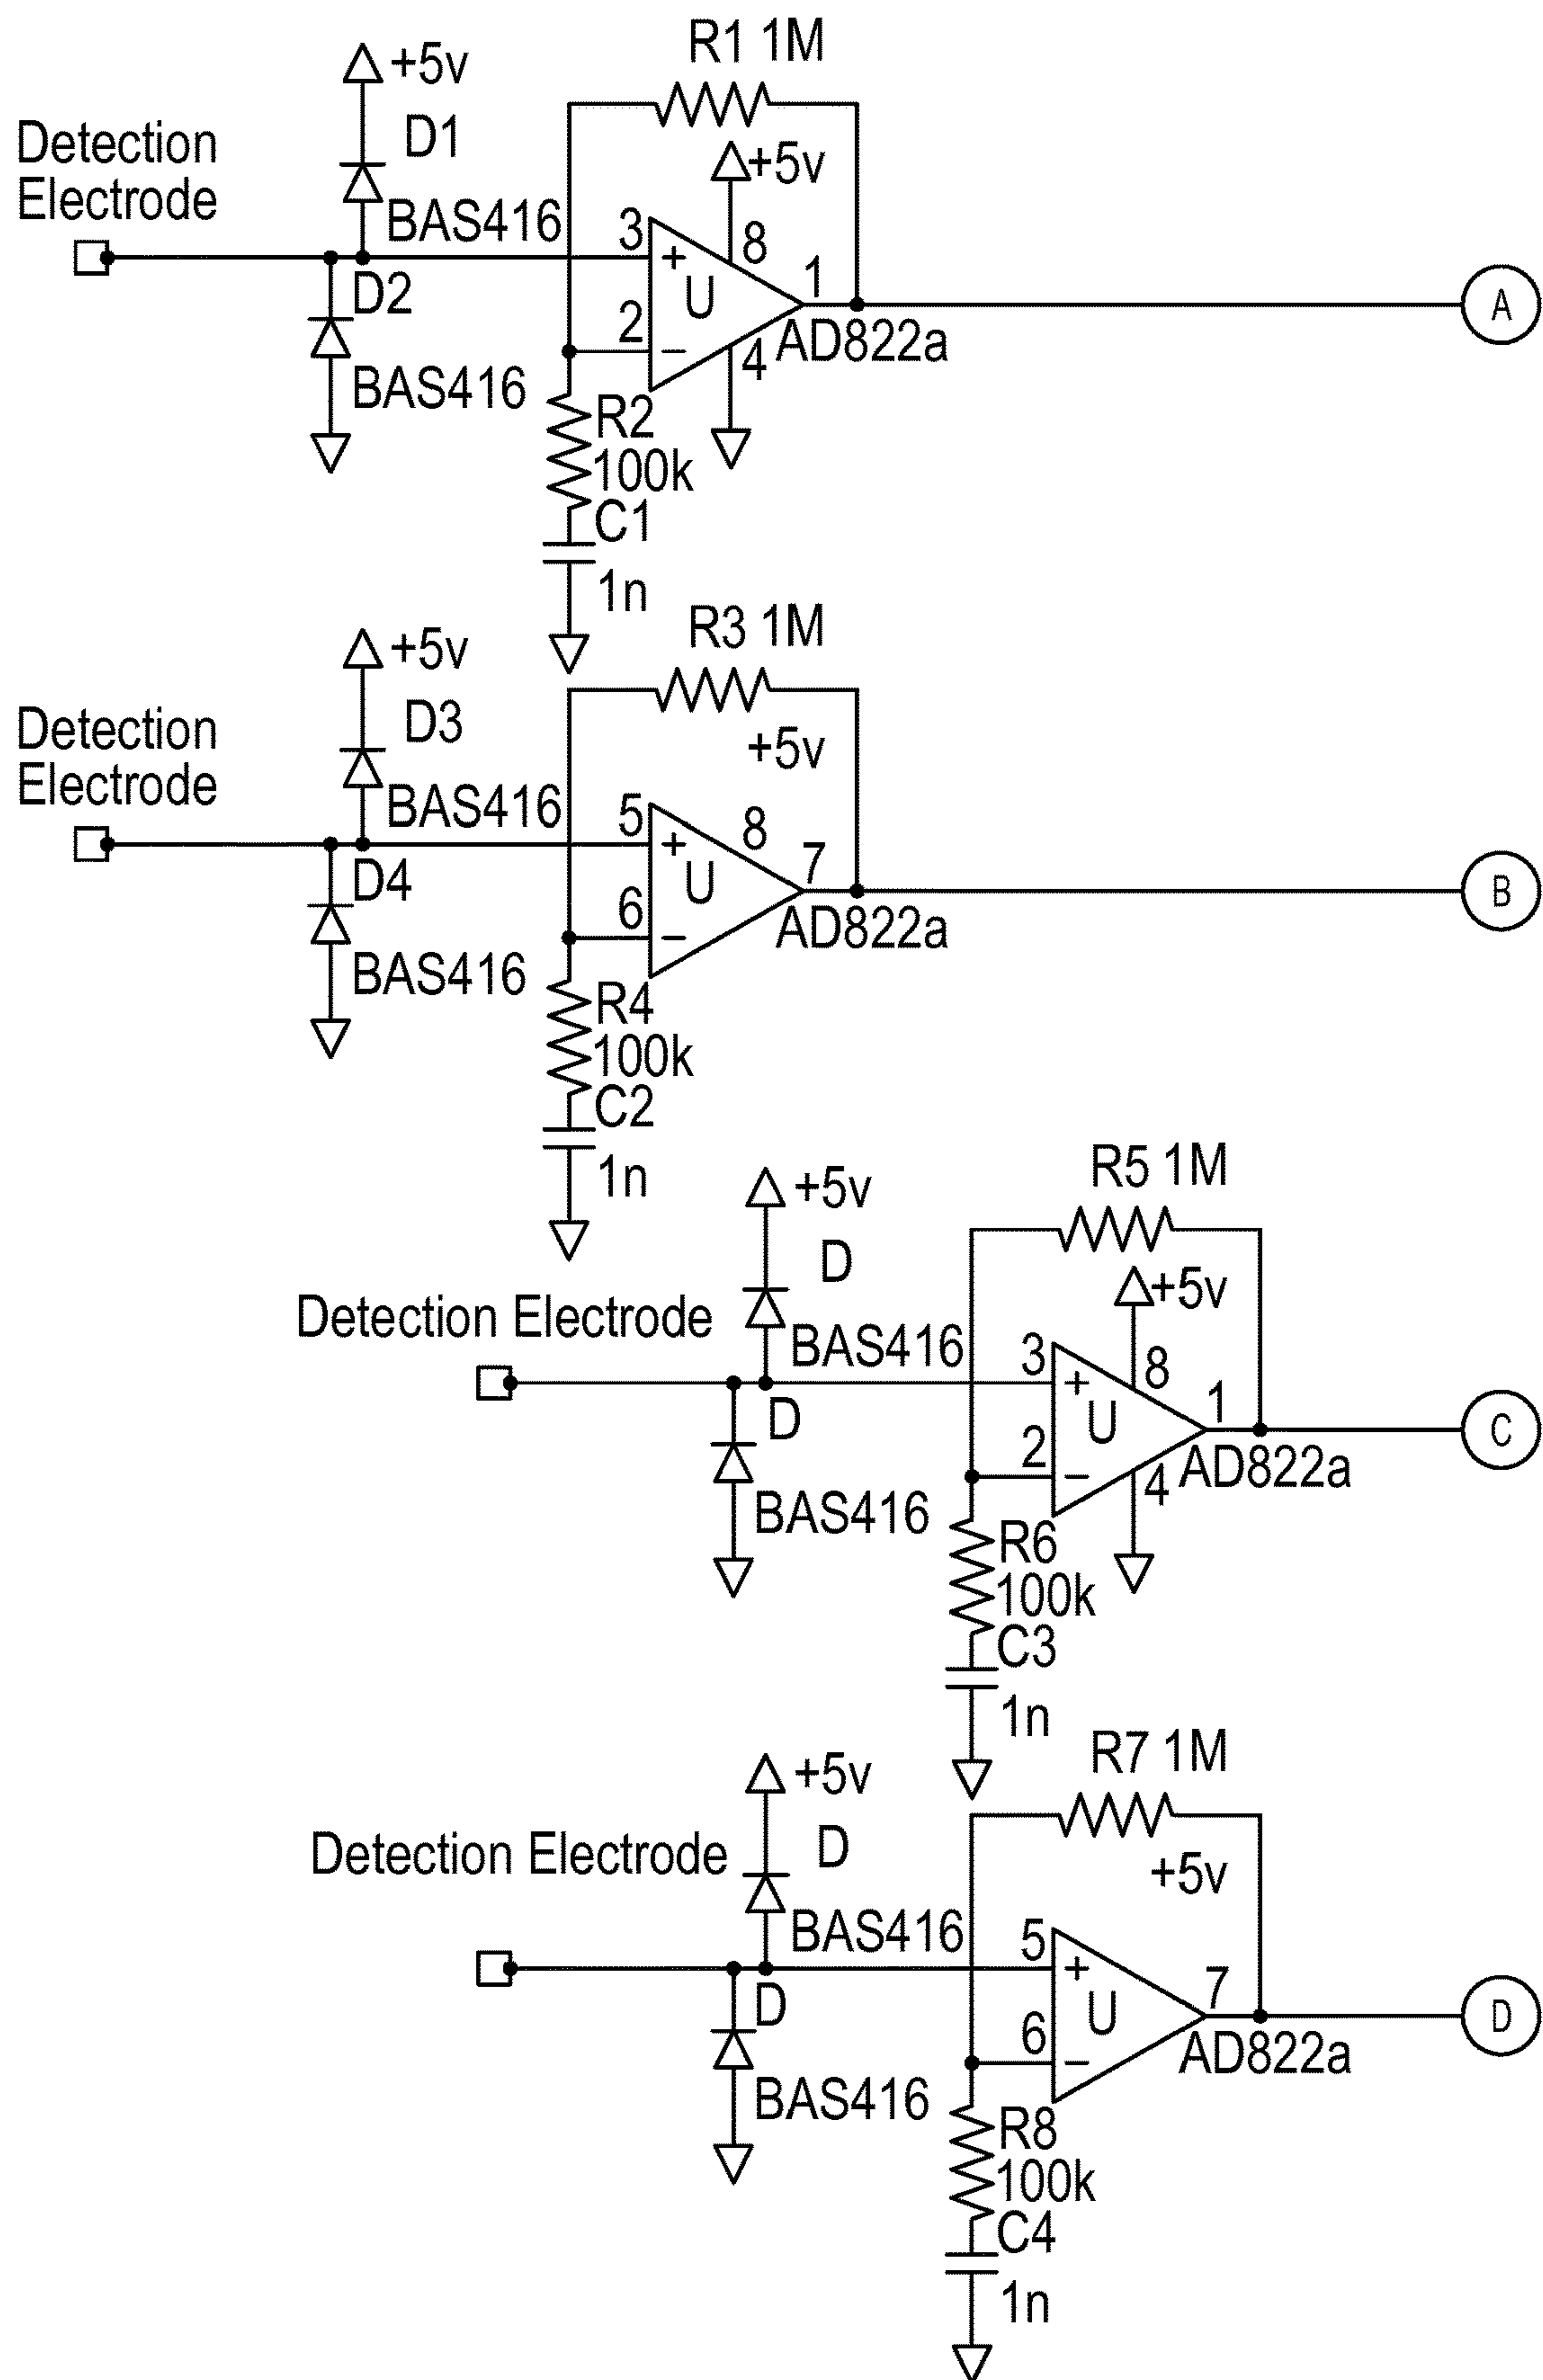 R1 1M
+5v
Detection
Electrode
D1
BAS416
+5v
3
+
8
U
1
2
−
4
AD822a
A
D2
BAS416
R2
100k
C1
1n
R3 1M
+5v
Detection
Electrode
D3
BAS416
+5v
5
+
8
U
7
6
−
AD822a
B
D4
BAS416
R4
100k
C2
1n
R5 1M
+5v
D
Detection Electrode
BAS416
+5v
3
+
8
U
1
2
−
4
AD822a
C
D
BAS416
R6
100k
C3
1n
R7 1M
+5v
D
Detection Electrode
BAS416
+5v
5
+
U
7
6
−
AD822a
D
D
BAS416
R8
100k
C4
1n